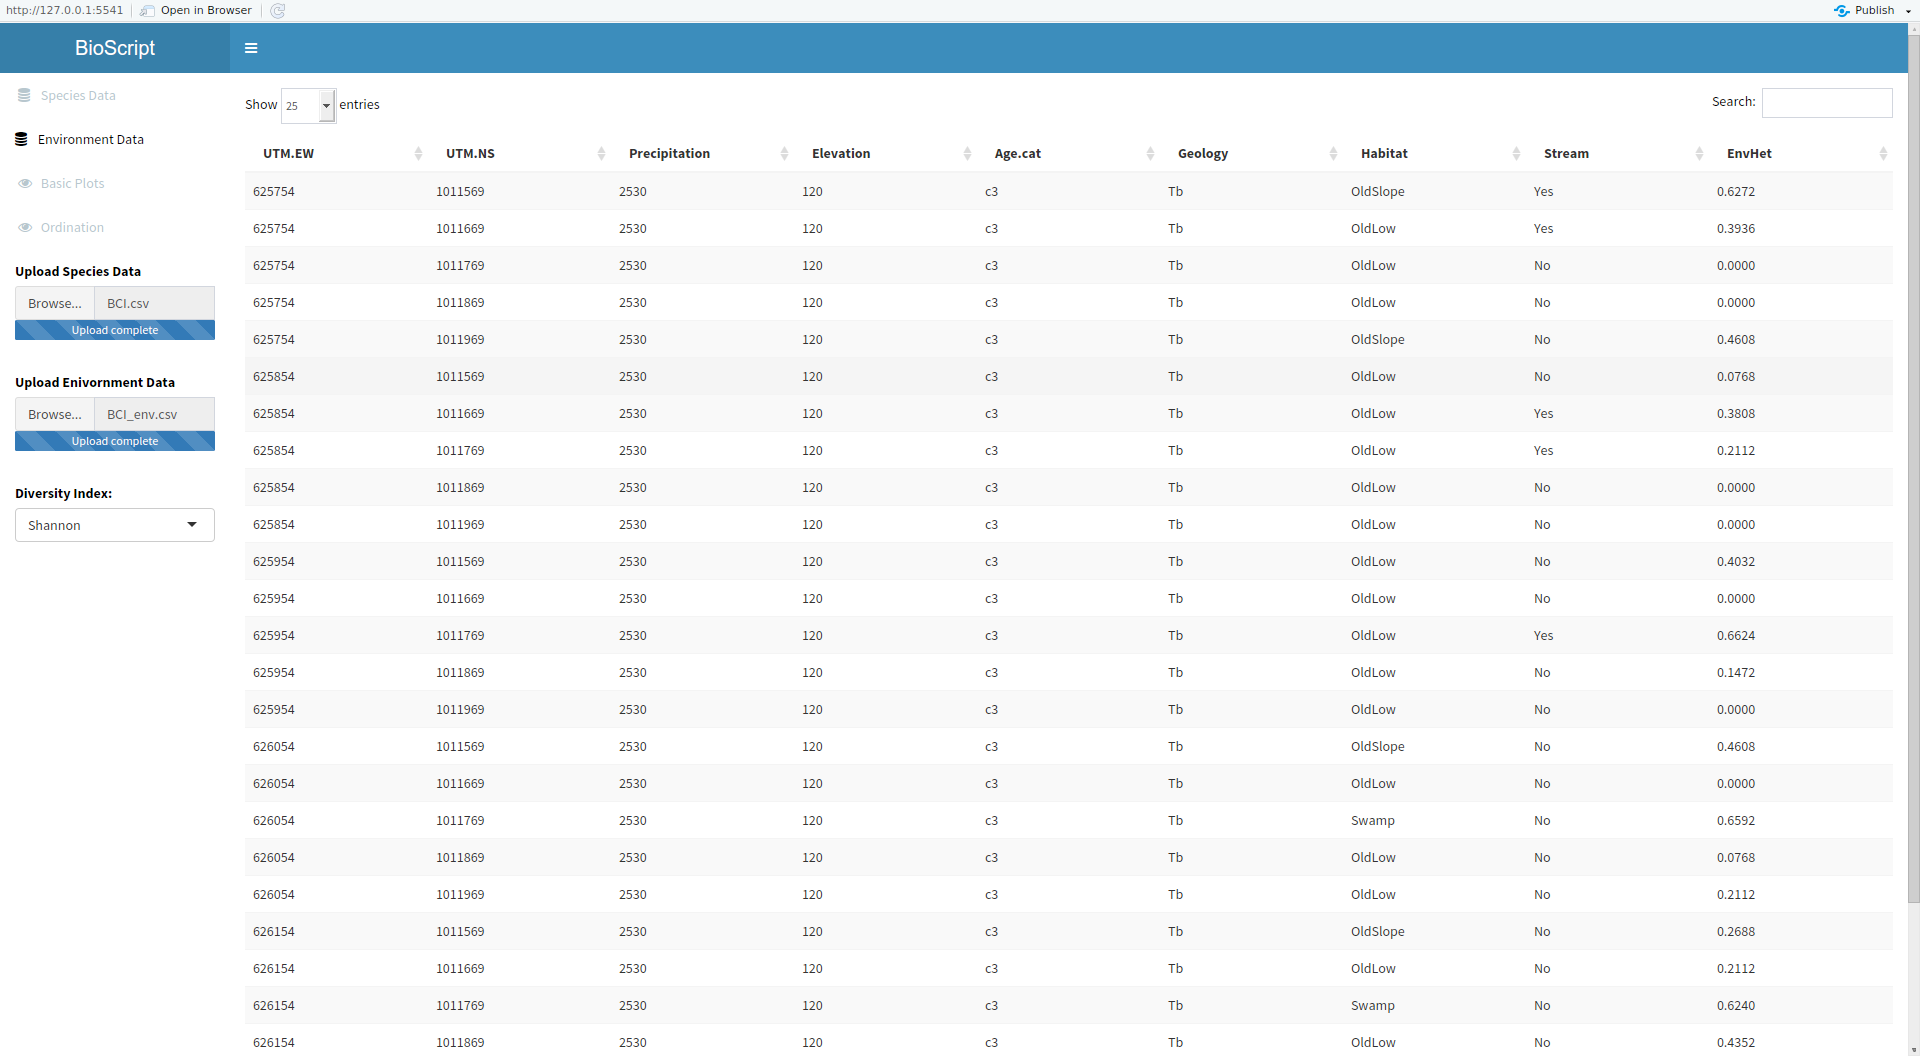 http://127.0.0.1:5541 Open in Browser Publish
BioScript
Species Data
Environment Data
Basic Plots
Ordination
Upload Species Data
Browse... BCI.csv
Upload complete
Upload Enivornment Data
Browse... BCI_env.csv
Upload complete
Diversity Index:
Shannon
Show 25 entries Search:
UTM.EW UTM.NS Precipitation Elevation Age.cat Geology Habitat Stream EnvHet
625754 1011569 2530 120 c3 Tb OldSlope Yes 0.6272
625754 1011669 2530 120 c3 Tb OldLow Yes 0.3936
625754 1011769 2530 120 c3 Tb OldLow No 0.0000
625754 1011869 2530 120 c3 Tb OldLow No 0.0000
625754 1011969 2530 120 c3 Tb OldSlope No 0.4608
625854 1011569 2530 120 c3 Tb OldLow No 0.0768
625854 1011669 2530 120 c3 Tb OldLow Yes 0.3808
625854 1011769 2530 120 c3 Tb OldLow Yes 0.2112
625854 1011869 2530 120 c3 Tb OldLow No 0.0000
625854 1011969 2530 120 c3 Tb OldLow No 0.0000
625954 1011569 2530 120 c3 Tb OldLow No 0.4032
625954 1011669 2530 120 c3 Tb OldLow No 0.0000
625954 1011769 2530 120 c3 Tb OldLow Yes 0.6624
625954 1011869 2530 120 c3 Tb OldLow No 0.1472
625954 1011969 2530 120 c3 Tb OldLow No 0.0000
626054 1011569 2530 120 c3 Tb OldSlope No 0.4608
626054 1011669 2530 120 c3 Tb OldLow No 0.0000
626054 1011769 2530 120 c3 Tb Swamp No 0.6592
626054 1011869 2530 120 c3 Tb OldLow No 0.0768
626054 1011969 2530 120 c3 Tb OldLow No 0.2112
626154 1011569 2530 120 c3 Tb OldSlope No 0.2688
626154 1011669 2530 120 c3 Tb OldLow No 0.2112
626154 1011769 2530 120 c3 Tb Swamp No 0.6240
626154 1011869 2530 120 c3 Tb OldLow No 0.4352